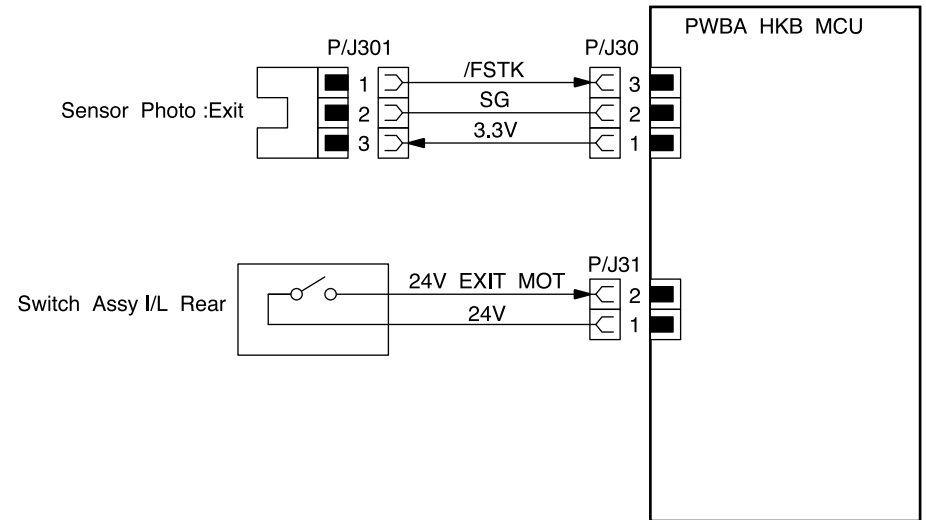 PWBA HKB MCU
P/J301
P/J30
Sensor Photo :Exit
1
/FSTK
3
2
SG
2
3
3.3V
1
P/J31
Switch Assy I/L Rear
24V EXIT MOT
2
24V
1